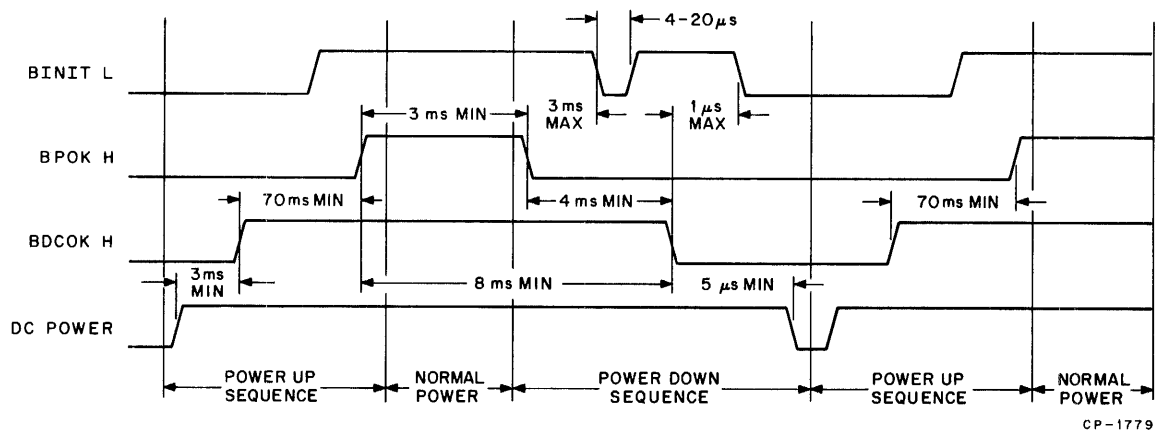 4-20µs
BINIT L
3 ms MIN
3ms
MAX
1µs
MAX
BPOK H
70ms MIN
4 ms MIN
70ms MIN
BDCOK H
3ms
MIN
8 ms MIN
5 µs MIN
DC POWER
POWER UP
SEQUENCE
NORMAL
POWER
POWER DOWN
SEQUENCE
POWER UP
SEQUENCE
NORMAL
POWER
CP-1779